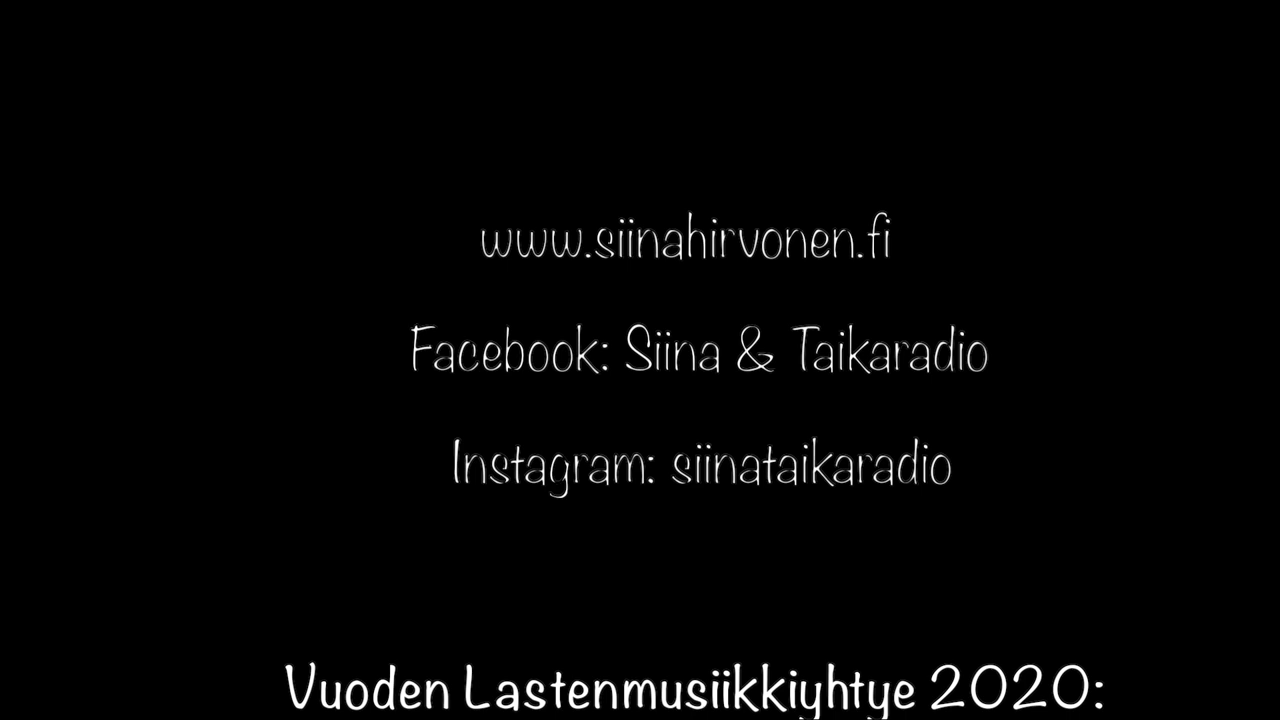 www.siinahirvonen.fi
Facebook: Siina & Taikaradio
Instagram: siinataikaradio
Vuoden Lastenmusiikkiyhtye 2020: